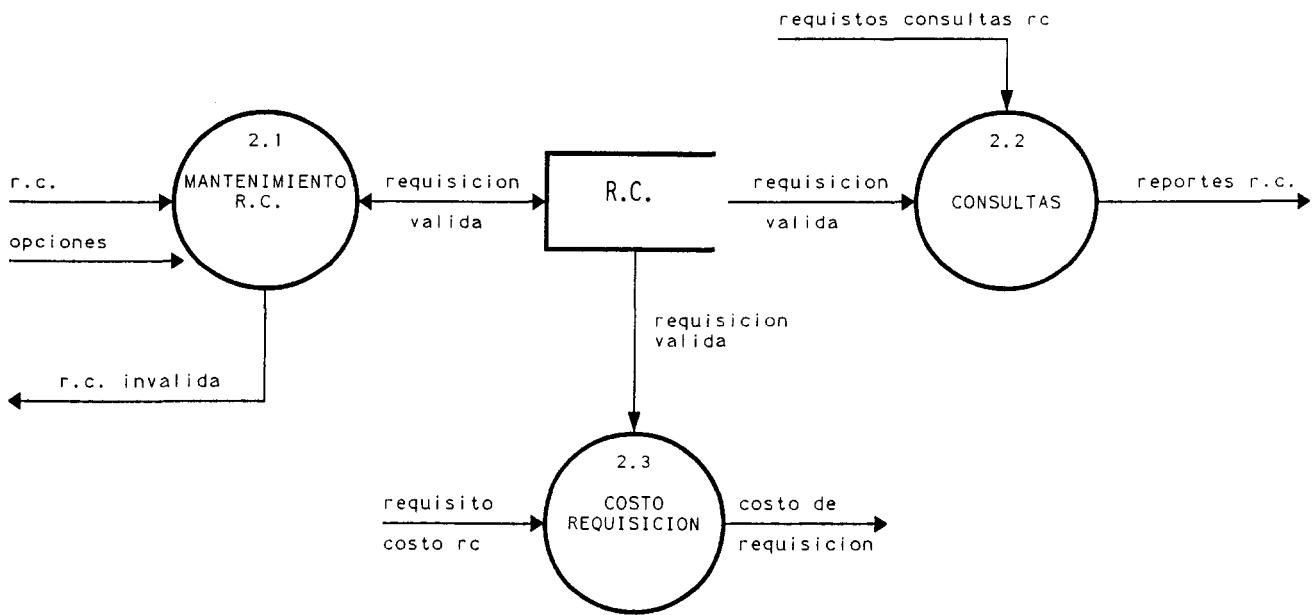 requistos consultas rc
2.1
MANTENIMIENTO
R.C.
r.c.
opciones
r.c. invalida
requisicion
valida
R.C.
requisicion
valida
2.2
CONSULTAS
reportes r.c.
requisicion
valida
2.3
COSTO
REQUISICION
requisito
costo rc
costo de
requisicion